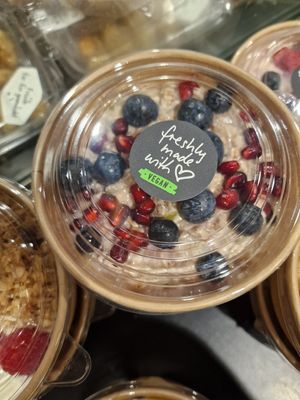 freshly
made
with ♡
- VEGAN -